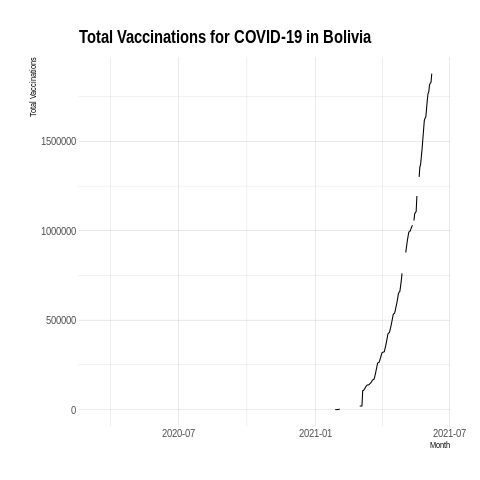 Total Vaccinations for COVID-19 in Bolivia
Total Vaccinations
1500000
1000000
500000
0
2020-07
2021-01
2021-07
Month